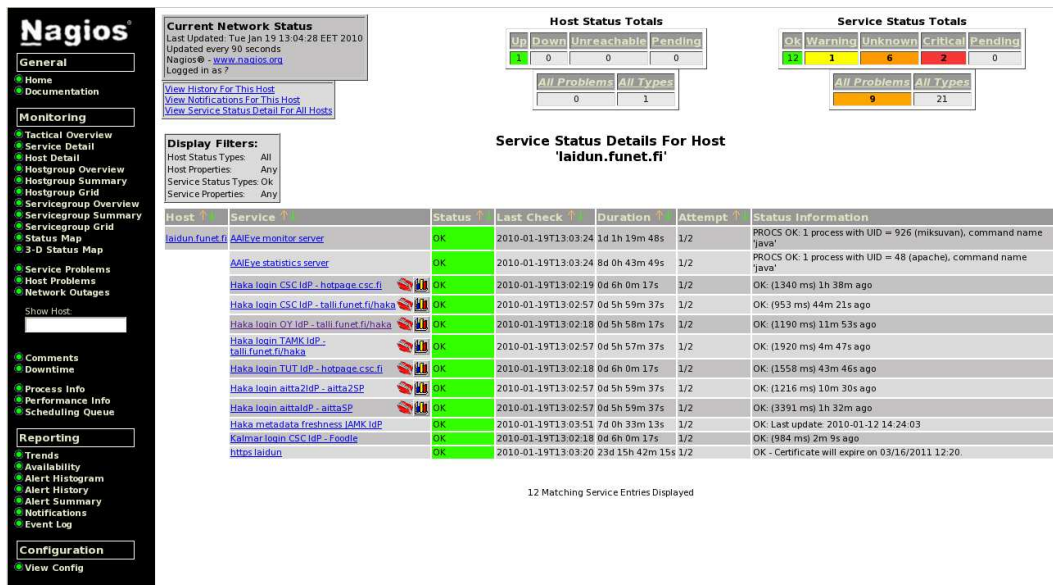 Nagios®
General
Home
Documentation
Monitoring
Tactical Overview
Service Detail
Host Detail
Hostgroup Overview
Hostgroup Summary
Hostgroup Grid
Servicegroup Overview
Servicegroup Summary
Servicegroup Grid
Status Map
3-D Status Map
Service Problems
Host Problems
Network Outages
Show Host:
Comments
Downtime
Process Info
Performance Info
Scheduling Queue
Reporting
Trends
Availability
Alert Histogram
Alert History
Alert Summary
Notifications
Event Log
Configuration
View Config
Current Network Status
Last Updated: Tue Jan 19 13:04:28 EET 2010
Updated every 90 seconds
Nagios® - www.nagios.org
Logged in as ?
View History For This Host
View Notifications For This Host
View Service Status Detail For All Hosts
Host Status Totals
Up Down Unreachable Pending
1 0 0 0
All Problems All Types
0 1
Service Status Totals
Ok Warning Unknown Critical Pending
12 1 6 2 0
All Problems All Types
9 21
Display Filters:
Host Status Types: All
Host Properties: Any
Service Status Types: Ok
Service Properties: Any
Service Status Details For Host
'laidun.funet.fi'
Host Service Status Last Check Duration Attempt Status Information
laidun.funet.fi AAIEye monitor server OK 2010-01-19T13:03:24 1d 1h 19m 48s 1/2 PROCS OK: 1 process with UID = 926 (miksuvan), command name
'java'
AAIEye statistics server OK 2010-01-19T13:03:24 8d 0h 43m 49s 1/2 PROCS OK: 1 process with UID = 48 (apache), command name
'java'
Haka login CSC IdP - hotpage.csc.fi OK 2010-01-19T13:02:19 0d 6h 0m 17s 1/2 OK: (1340 ms) 1h 38m ago
Haka login CSC IdP - talli.funet.fi/haka OK 2010-01-19T13:02:57 0d 5h 59m 37s 1/2 OK: (953 ms) 44m 21s ago
Haka login OY IdP - talli.funet.fi/haka OK 2010-01-19T13:02:18 0d 5h 58m 17s 1/2 OK: (1190 ms) 11m 53s ago
Haka login TAMK IdP -
talli.funet.fi/haka OK 2010-01-19T13:02:57 0d 5h 57m 37s 1/2 OK: (1920 ms) 4m 47s ago
Haka login TUT IdP - hotpage.csc.fi OK 2010-01-19T13:02:18 0d 6h 0m 17s 1/2 OK: (1558 ms) 43m 46s ago
Haka login aitta2IdP - aitta2SP OK 2010-01-19T13:02:57 0d 5h 59m 37s 1/2 OK: (1216 ms) 10m 30s ago
Haka login aittaIdP - aittaSP OK 2010-01-19T13:02:57 0d 5h 59m 37s 1/2 OK: (3391 ms) 1h 32m ago
Haka metadata freshness JAMK IdP OK 2010-01-19T13:03:51 7d 0h 33m 13s 1/2 OK: Last update: 2010-01-12 14:24:03
Kalmar login CSC IdP - Foodle OK 2010-01-19T13:02:18 0d 6h 0m 17s 1/2 OK: (984 ms) 2m 9s ago
https laidun OK 2010-01-19T13:03:20 23d 15h 42m 15s 1/2 OK - Certificate will expire on 03/16/2011 12:20.
12 Matching Service Entries Displayed